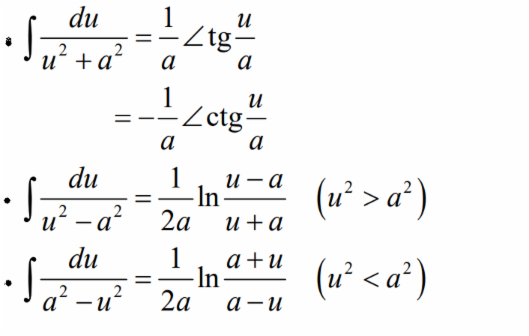 • ∫ du/(u² + a²) = 1/a ∠tg u/a
= −1/a ∠ctg u/a
• ∫ du/(u² − a²) = 1/(2a) ln (u − a)/(u + a) (u² > a²)
• ∫ du/(a² − u²) = 1/(2a) ln (a + u)/(a − u) (u² < a²)